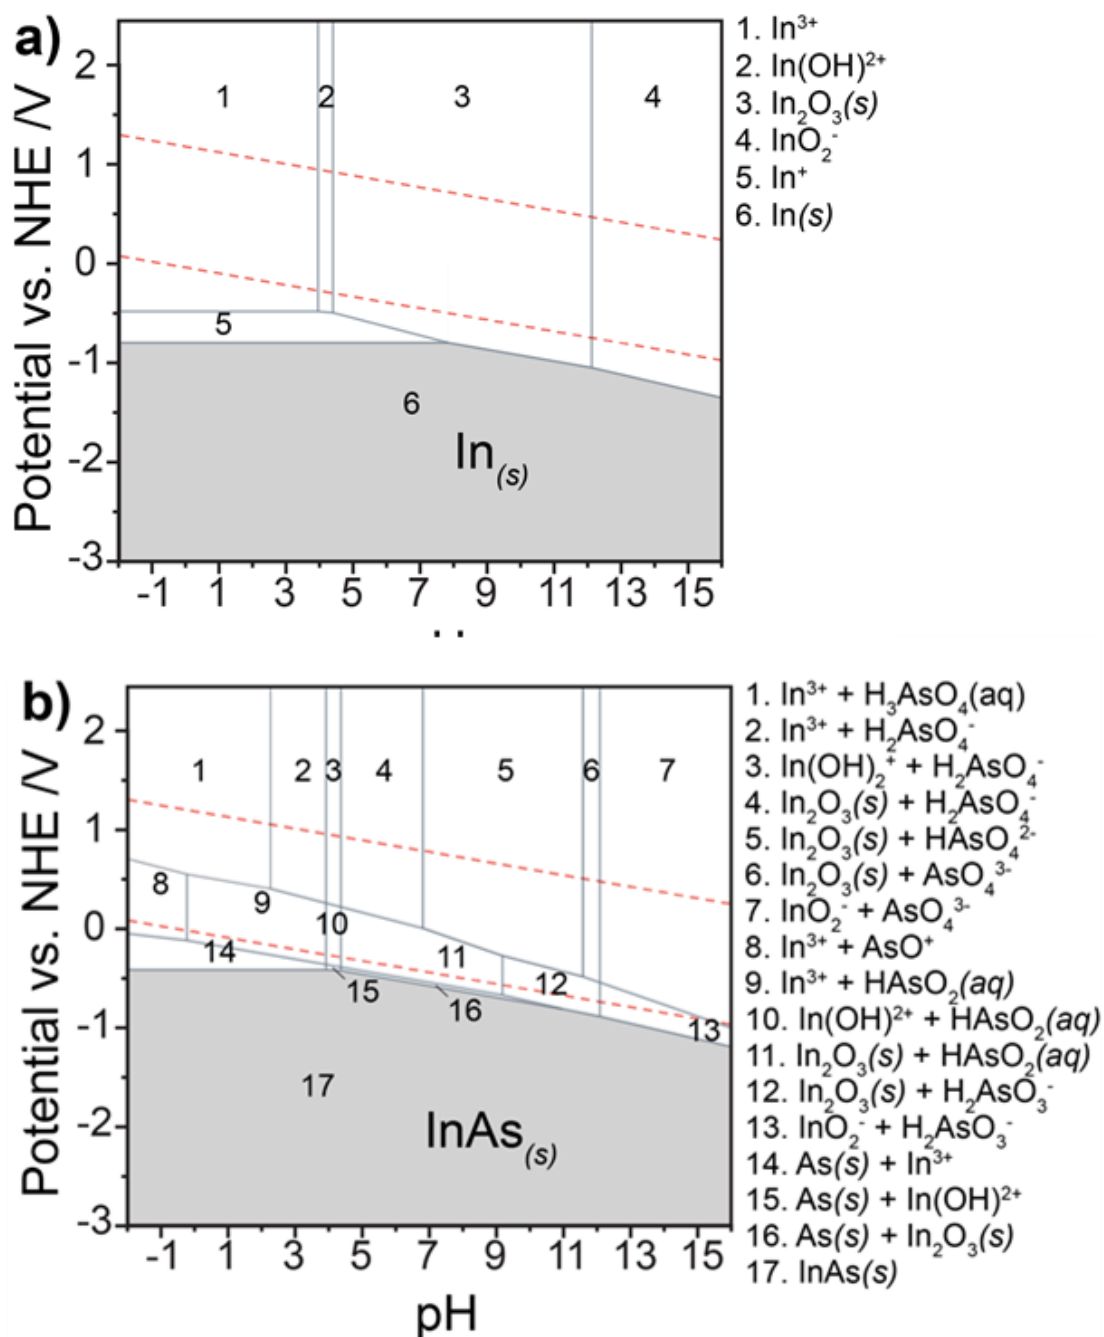 a)
Potential vs. NHE /V
2
1
0
-1
-2
-3
1
2
3
4
5
6
In(s)
-1 1 3 5 7 9 11 13 15
1. In³⁺
2. In(OH)²⁺
3. In₂O₃(s)
4. InO₂⁻
5. In⁺
6. In(s)
b)
Potential vs. NHE /V
2
1
0
-1
-2
-3
1 2 3 4 5 6 7
8
9
10
11
12
13
14
15
16
17
InAs(s)
-1 1 3 5 7 9 11 13 15
pH
1. In³⁺ + H₃AsO₄(aq)
2. In³⁺ + H₂AsO₄⁻
3. In(OH)₂⁺ + H₂AsO₄⁻
4. In₂O₃(s) + H₂AsO₄⁻
5. In₂O₃(s) + HAsO₄²⁻
6. In₂O₃(s) + AsO₄³⁻
7. InO₂⁻ + AsO₄³⁻
8. In³⁺ + AsO⁺
9. In³⁺ + HAsO₂(aq)
10. In(OH)²⁺ + HAsO₂(aq)
11. In₂O₃(s) + HAsO₂(aq)
12. In₂O₃(s) + H₂AsO₃⁻
13. InO₂⁻ + H₂AsO₃⁻
14. As(s) + In³⁺
15. As(s) + In(OH)²⁺
16. As(s) + In₂O₃(s)
17. InAs(s)